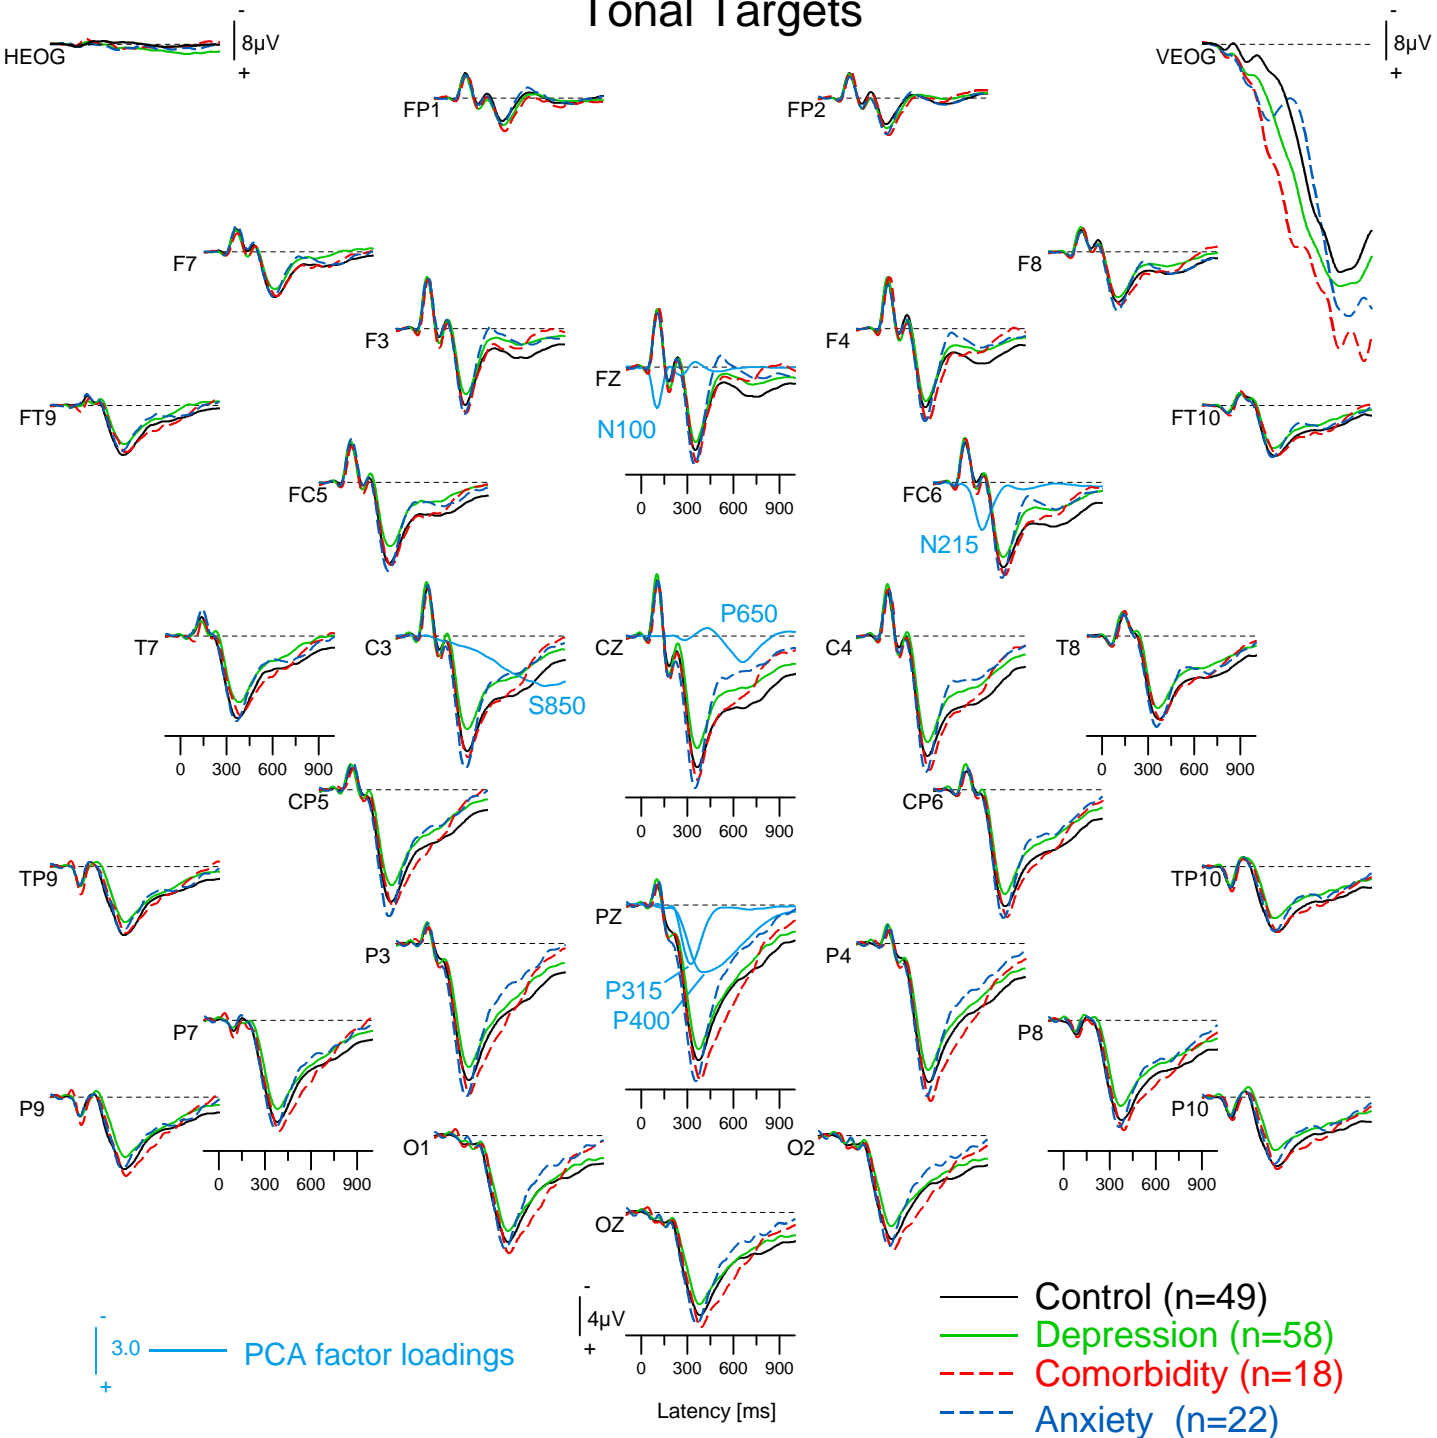 Tonal Targets
-
8µV
+
HEOG
-
8µV
+
VEOG
FP1
FP2
F7
F8
F3
F4
FZ
N100
FT9
FT10
0 300 600 900
FC5
FC6
N215
P650
T7
C3
CZ
C4
T8
S850
0 300 600 900
0 300 600 900
CP5
CP6
0 300 600 900
TP9
TP10
PZ
P3
P4
P315
P400
P7
P8
P9
P10
0 300 600 900
O1
O2
0 300 600 900
0 300 600 900
OZ
-
4µV
+
0 300 600 900
Latency [ms]
-
3.0
+
PCA factor loadings
Control (n=49)
Depression (n=58)
Comorbidity (n=18)
Anxiety (n=22)